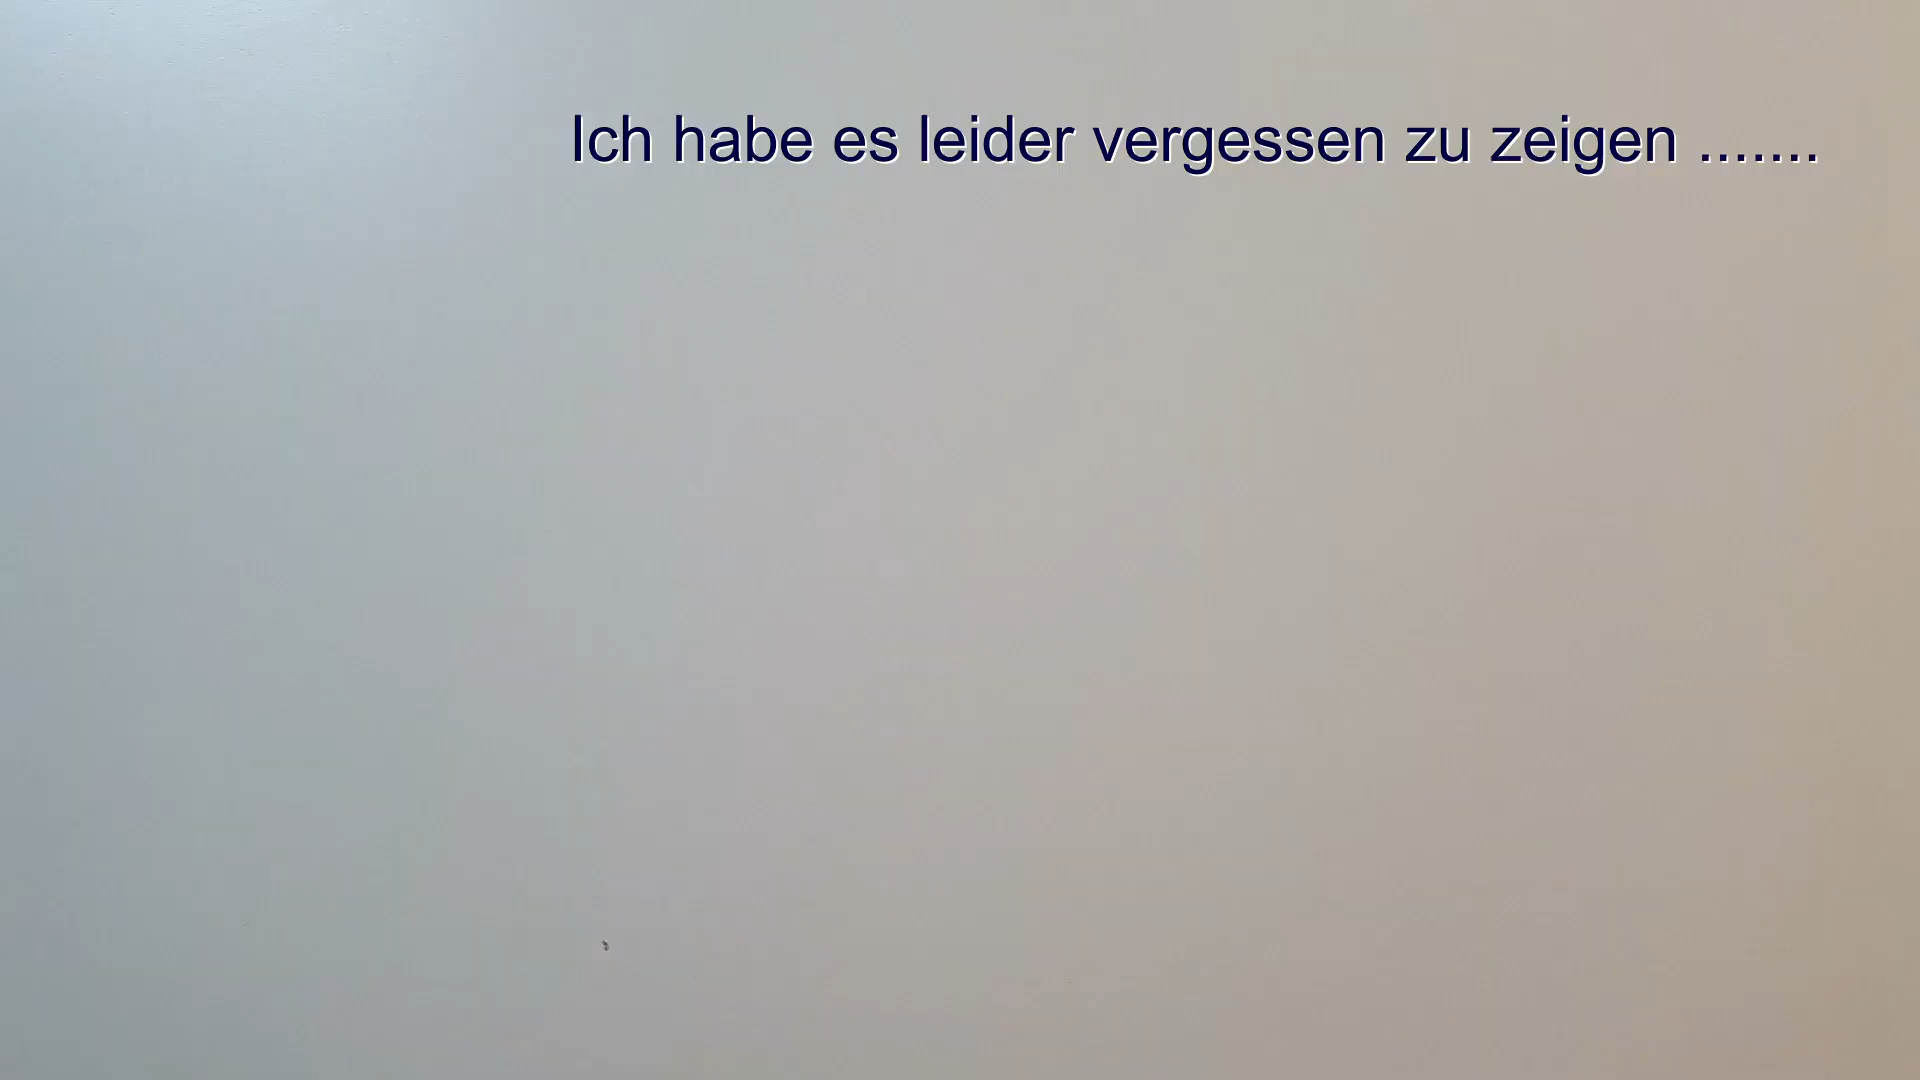 Ich habe es leider vergessen zu zeigen .......